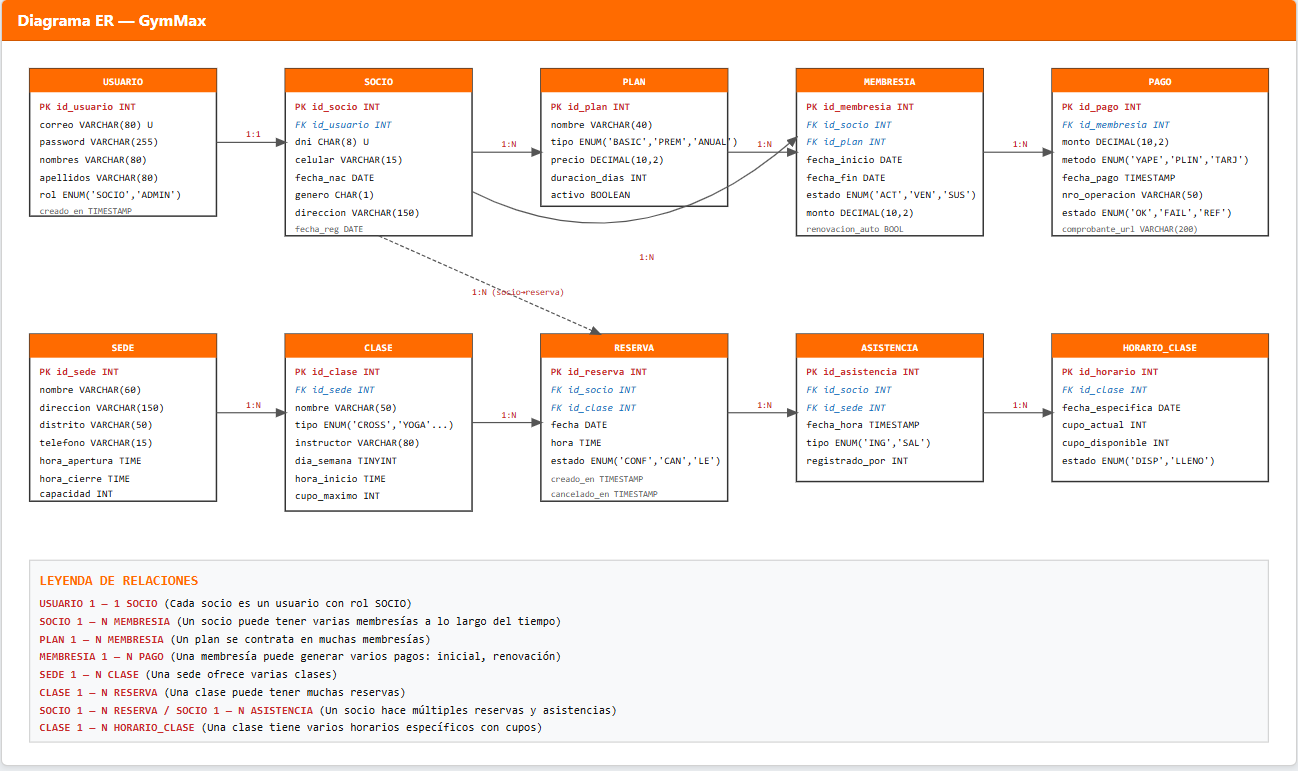 Diagrama ER — GymMax
USUARIO
PK id_usuario INT
correo VARCHAR(80) U
password VARCHAR(255)
nombres VARCHAR(80)
apellidos VARCHAR(80)
rol ENUM('SOCIO','ADMIN')
creado_en TIMESTAMP
1:1
SOCIO
PK id_socio INT
FK id_usuario INT
dni CHAR(8) U
celular VARCHAR(15)
fecha_nac DATE
genero CHAR(1)
direccion VARCHAR(150)
fecha_reg DATE
1:N
PLAN
PK id_plan INT
nombre VARCHAR(40)
tipo ENUM('BASIC','PREM','ANUAL')
precio DECIMAL(10,2)
duracion_dias INT
activo BOOLEAN
1:N
MEMBRESIA
PK id_membresia INT
FK id_socio INT
FK id_plan INT
fecha_inicio DATE
fecha_fin DATE
estado ENUM('ACT','VEN','SUS')
monto DECIMAL(10,2)
renovacion_auto BOOL
1:N
PAGO
PK id_pago INT
FK id_membresia INT
monto DECIMAL(10,2)
metodo ENUM('YAPE','PLIN','TARJ')
fecha_pago TIMESTAMP
nro_operacion VARCHAR(50)
estado ENUM('OK','FAIL','REF')
comprobante_url VARCHAR(200)
1:N
1:N (socio→reserva)
SEDE
PK id_sede INT
nombre VARCHAR(60)
direccion VARCHAR(150)
distrito VARCHAR(50)
telefono VARCHAR(15)
hora_apertura TIME
hora_cierre TIME
capacidad INT
1:N
CLASE
PK id_clase INT
FK id_sede INT
nombre VARCHAR(50)
tipo ENUM('CROSS','YOGA'...)
instructor VARCHAR(80)
dia_semana TINYINT
hora_inicio TIME
cupo_maximo INT
1:N
RESERVA
PK id_reserva INT
FK id_socio INT
FK id_clase INT
fecha DATE
hora TIME
estado ENUM('CONF','CAN','LE')
creado_en TIMESTAMP
cancelado_en TIMESTAMP
1:N
ASISTENCIA
PK id_asistencia INT
FK id_socio INT
FK id_sede INT
fecha_hora TIMESTAMP
tipo ENUM('ING','SAL')
registrado_por INT
1:N
HORARIO_CLASE
PK id_horario INT
FK id_clase INT
fecha_especifica DATE
cupo_actual INT
cupo_disponible INT
estado ENUM('DISP','LLENO')
LEYENDA DE RELACIONES
USUARIO 1 — 1 SOCIO (Cada socio es un usuario con rol SOCIO)
SOCIO 1 — N MEMBRESIA (Un socio puede tener varias membresías a lo largo del tiempo)
PLAN 1 — N MEMBRESIA (Un plan se contrata en muchas membresías)
MEMBRESIA 1 — N PAGO (Una membresía puede generar varios pagos: inicial, renovación)
SEDE 1 — N CLASE (Una sede ofrece varias clases)
CLASE 1 — N RESERVA (Una clase puede tener muchas reservas)
SOCIO 1 — N RESERVA / SOCIO 1 — N ASISTENCIA (Un socio hace múltiples reservas y asistencias)
CLASE 1 — N HORARIO_CLASE (Una clase tiene varios horarios específicos con cupos)